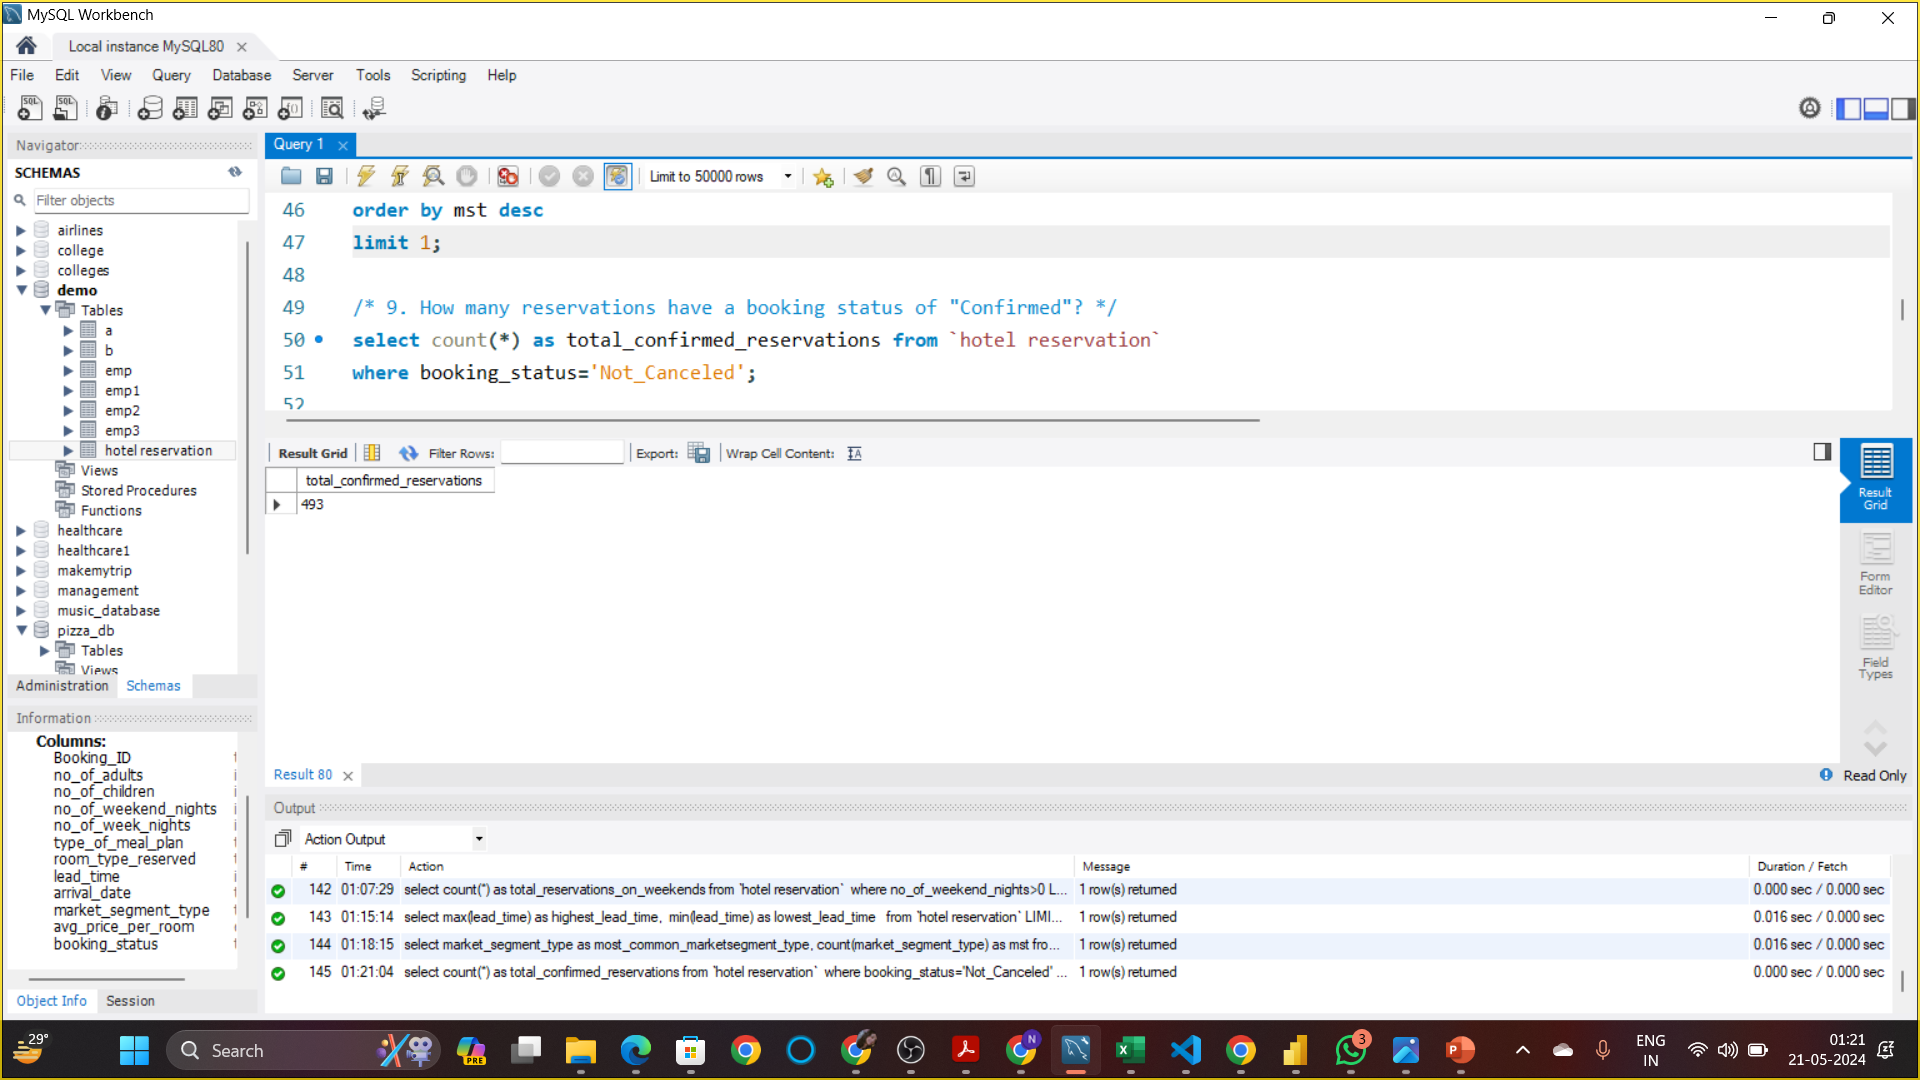 MySQL Workbench
Local instance MySQL80
File Edit View Query Database Server Tools Scripting Help
Navigator
SCHEMAS
Filter objects
airlines
college
colleges
demo
Tables
a
b
emp
emp1
emp2
emp3
hotel reservation
Views
Stored Procedures
Functions
healthcare
healthcare1
makemytrip
management
music_database
pizza_db
Tables
Views
Administration Schemas
Information
Columns:
Booking_ID
no_of_adults
no_of_children
no_of_weekend_nights
no_of_week_nights
type_of_meal_plan
room_type_reserved
lead_time
arrival_date
market_segment_type
avg_price_per_room
booking_status
Object Info Session
Query 1
Limit to 50000 rows
46 order by mst desc
47 limit 1;
48
49 /* 9. How many reservations have a booking status of "Confirmed"? */
50 select count(*) as total_confirmed_reservations from `hotel reservation`
51 where booking_status='Not_Canceled';
52
Result Grid Filter Rows: Export: Wrap Cell Content:
total_confirmed_reservations
493
Result Grid
Form Editor
Field Types
Result 80
Read Only
Output
Action Output
# Time Action Message Duration / Fetch
142 01:07:29 select count(*) as total_reservations_on_weekends from `hotel reservation` where no_of_weekend_nights>0 L... 1 row(s) returned 0.000 sec / 0.000 sec
143 01:15:14 select max(lead_time) as highest_lead_time, min(lead_time) as lowest_lead_time from `hotel reservation` LIMI... 1 row(s) returned 0.016 sec / 0.000 sec
144 01:18:15 select market_segment_type as most_common_marketsegment_type, count(market_segment_type) as mst fro... 1 row(s) returned 0.016 sec / 0.000 sec
145 01:21:04 select count(*) as total_confirmed_reservations from `hotel reservation` where booking_status='Not_Canceled' ... 1 row(s) returned 0.000 sec / 0.000 sec
29°
Search
PRE
N
3
ENG
IN
01:21
21-05-2024